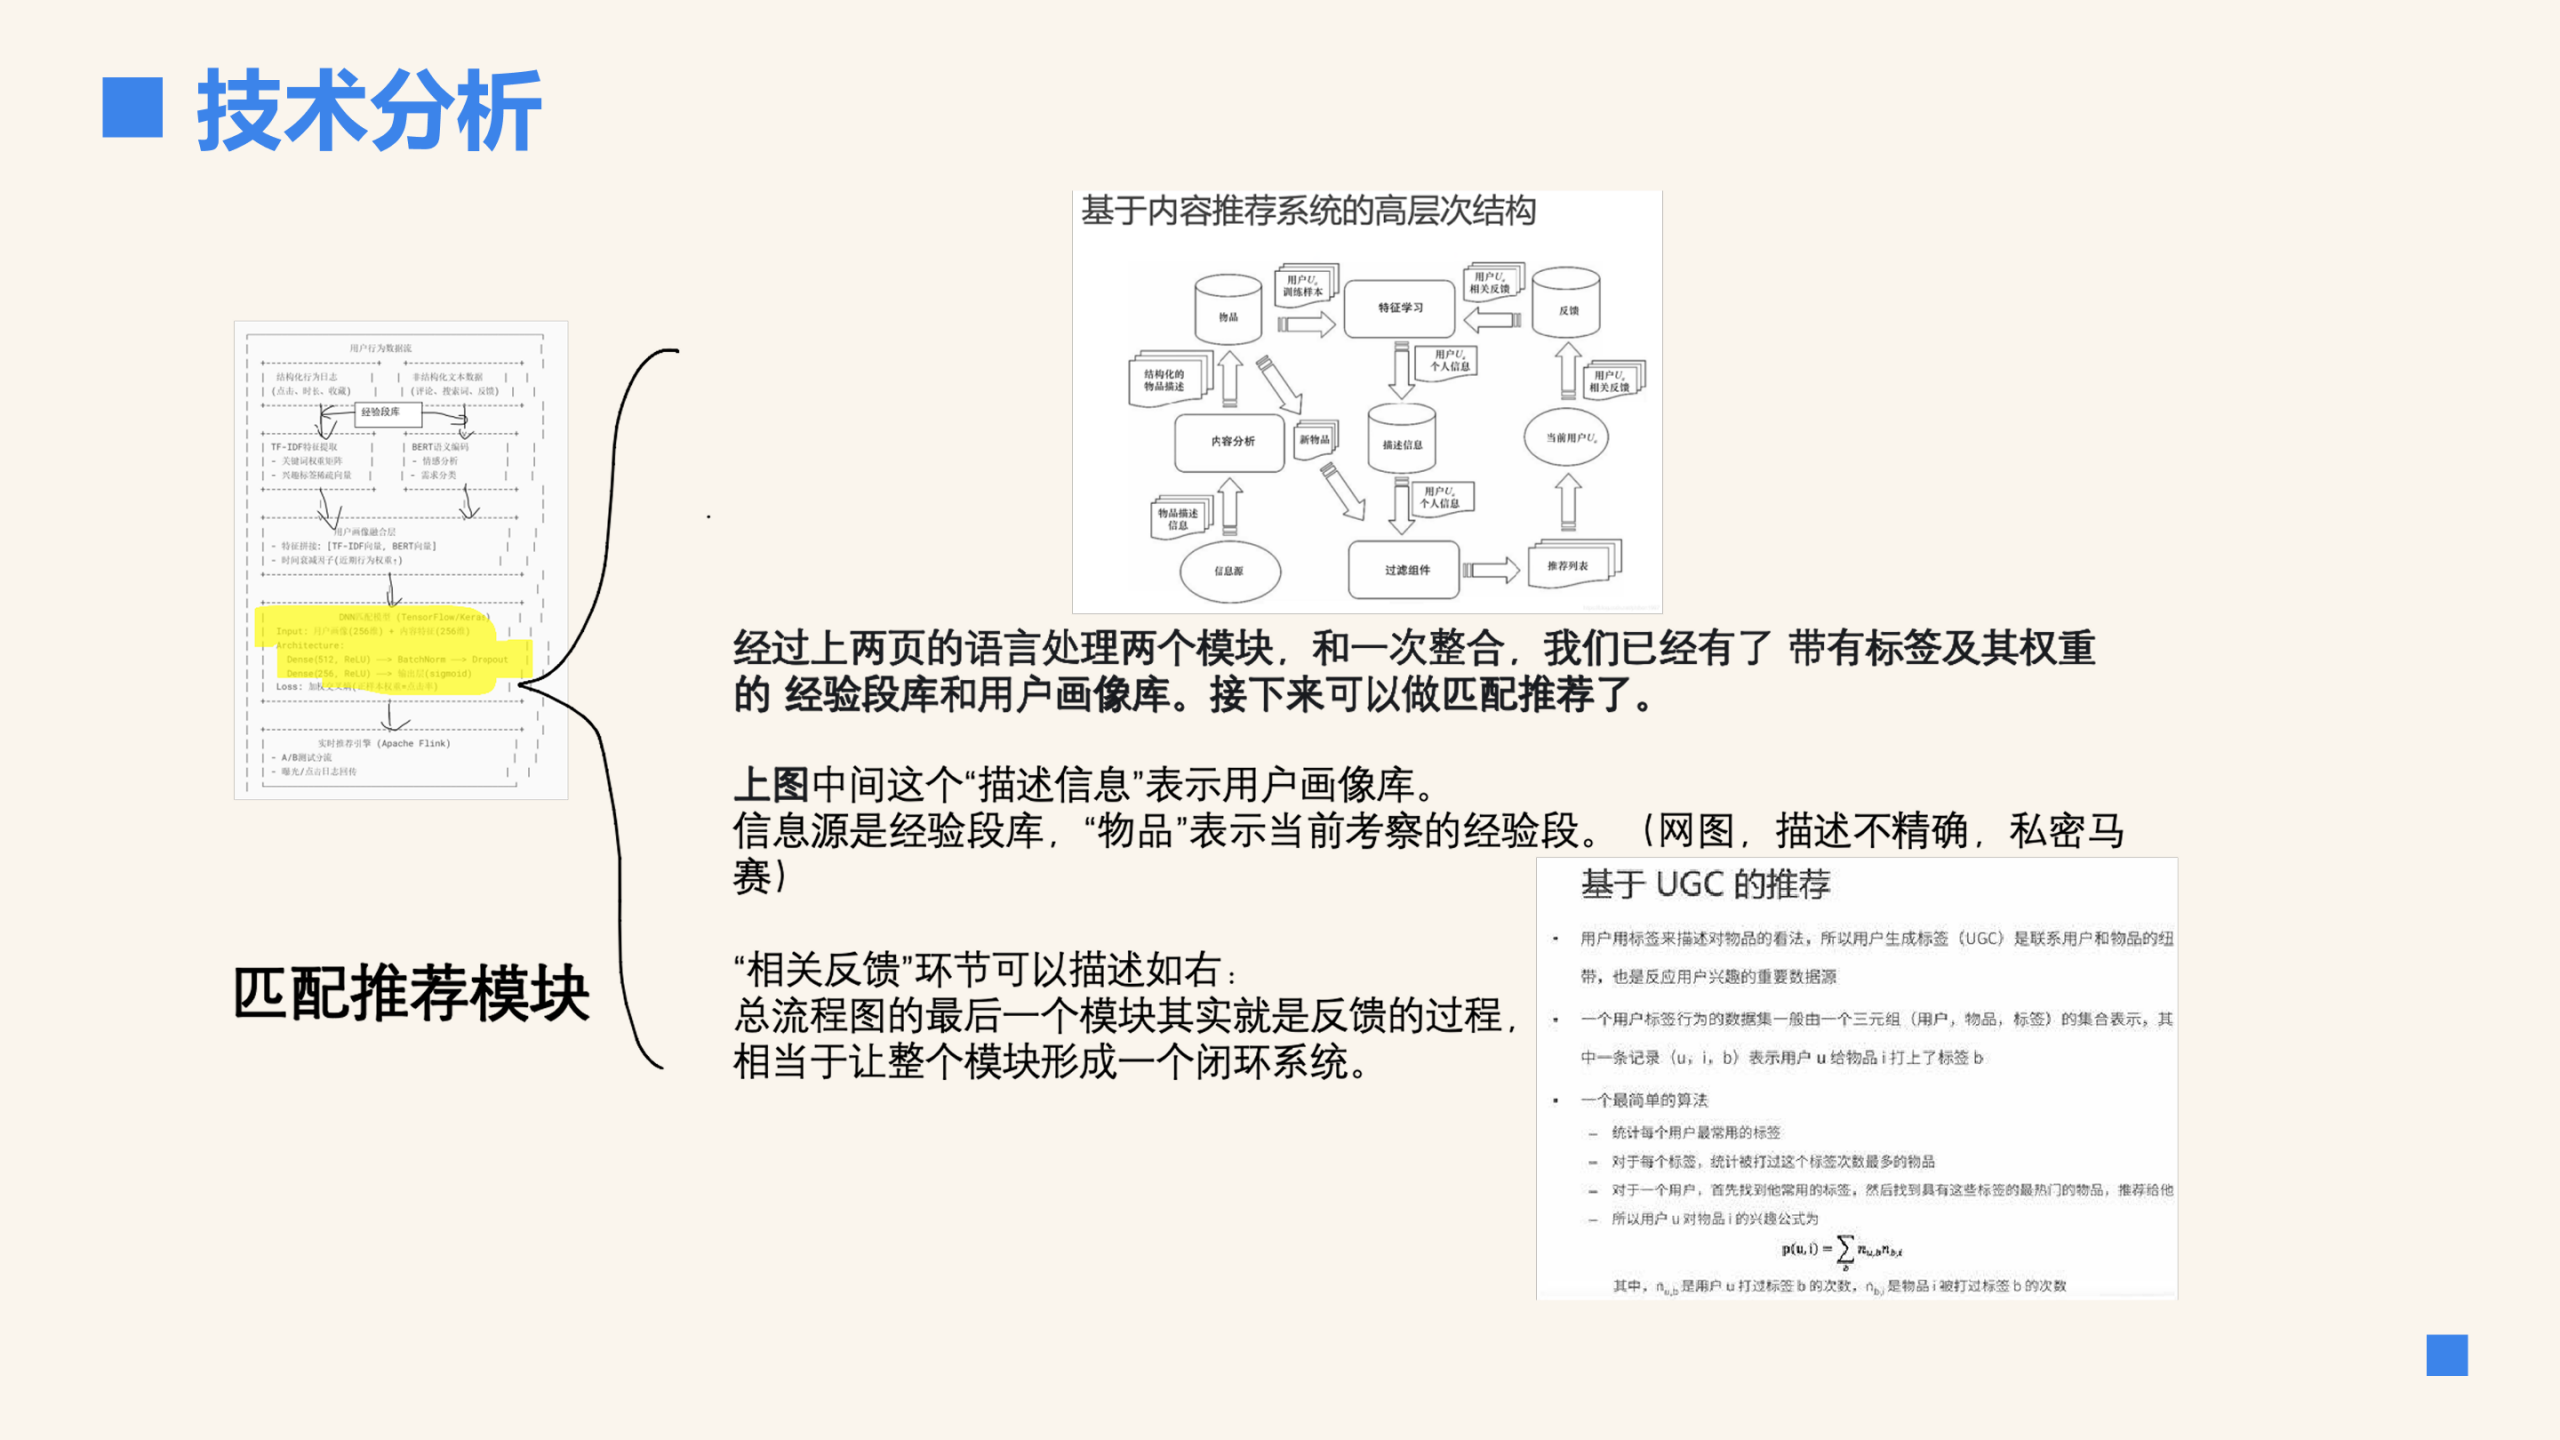 技术分析
基于内容推荐系统的高层次结构
物品
用户Uₐ
训练样本
特征学习
用户Uₐ
相关反馈
反馈
结构化的
物品描述
用户Uₐ
个人信息
用户Uₐ
相关反馈
内容分析
新物品
描述信息
当前用户Uₐ
物品描述
信息
用户Uₐ
个人信息
信息源
过滤组件
推荐列表
用户行为数据流
结构化行为日志
(点击、时长、收藏)
非结构化文本数据
(评论、搜索词、反馈)
经验段库
TF-IDF特征提取
- 关键词权重矩阵
- 兴趣标签稀疏向量
BERT语义编码
- 情感分析
- 需求分类
用户画像融合层
- 特征拼接: [TF-IDF向量, BERT向量]
- 时间衰减因子(近期行为权重↑)
DNN匹配模型 (TensorFlow/Keras)
Input: 用户画像(256维) + 内容特征(256维)
Architecture:
Dense(512, ReLU) ——> BatchNorm ——> Dropout
Dense(256, ReLU) ——> 输出层(sigmoid)
Loss: 加权交叉熵(正样本权重=点击率)
实时推荐引擎 (Apache Flink)
- A/B测试分流
- 曝光/点击日志回传
匹配推荐模块
经过上两页的语言处理两个模块，和一次整合，我们已经有了 带有标签及其权重
的 经验段库和用户画像库。接下来可以做匹配推荐了。
上图中间这个“描述信息”表示用户画像库。
信息源是经验段库，“物品”表示当前考察的经验段。（网图，描述不精确，私密马
赛）
“相关反馈”环节可以描述如右：
总流程图的最后一个模块其实就是反馈的过程，
相当于让整个模块形成一个闭环系统。
基于 UGC 的推荐
• 用户用标签来描述对物品的看法，所以用户生成标签（UGC）是联系用户和物品的纽
带，也是反应用户兴趣的重要数据源
• 一个用户标签行为的数据集一般由一个三元组（用户，物品，标签）的集合表示，其
中一条记录（u，i，b）表示用户 u 给物品 i 打上了标签 b
• 一个最简单的算法
– 统计每个用户最常用的标签
– 对于每个标签，统计被打过这个标签次数最多的物品
– 对于一个用户，首先找到他常用的标签，然后找到具有这些标签的最热门的物品，推荐给他
– 所以用户 u 对物品 i 的兴趣公式为
p(u, i) = ∑_b n_{u,b} n_{b,i}
其中，n_{u,b} 是用户 u 打过标签 b 的次数，n_{b,i} 是物品 i 被打过标签 b 的次数